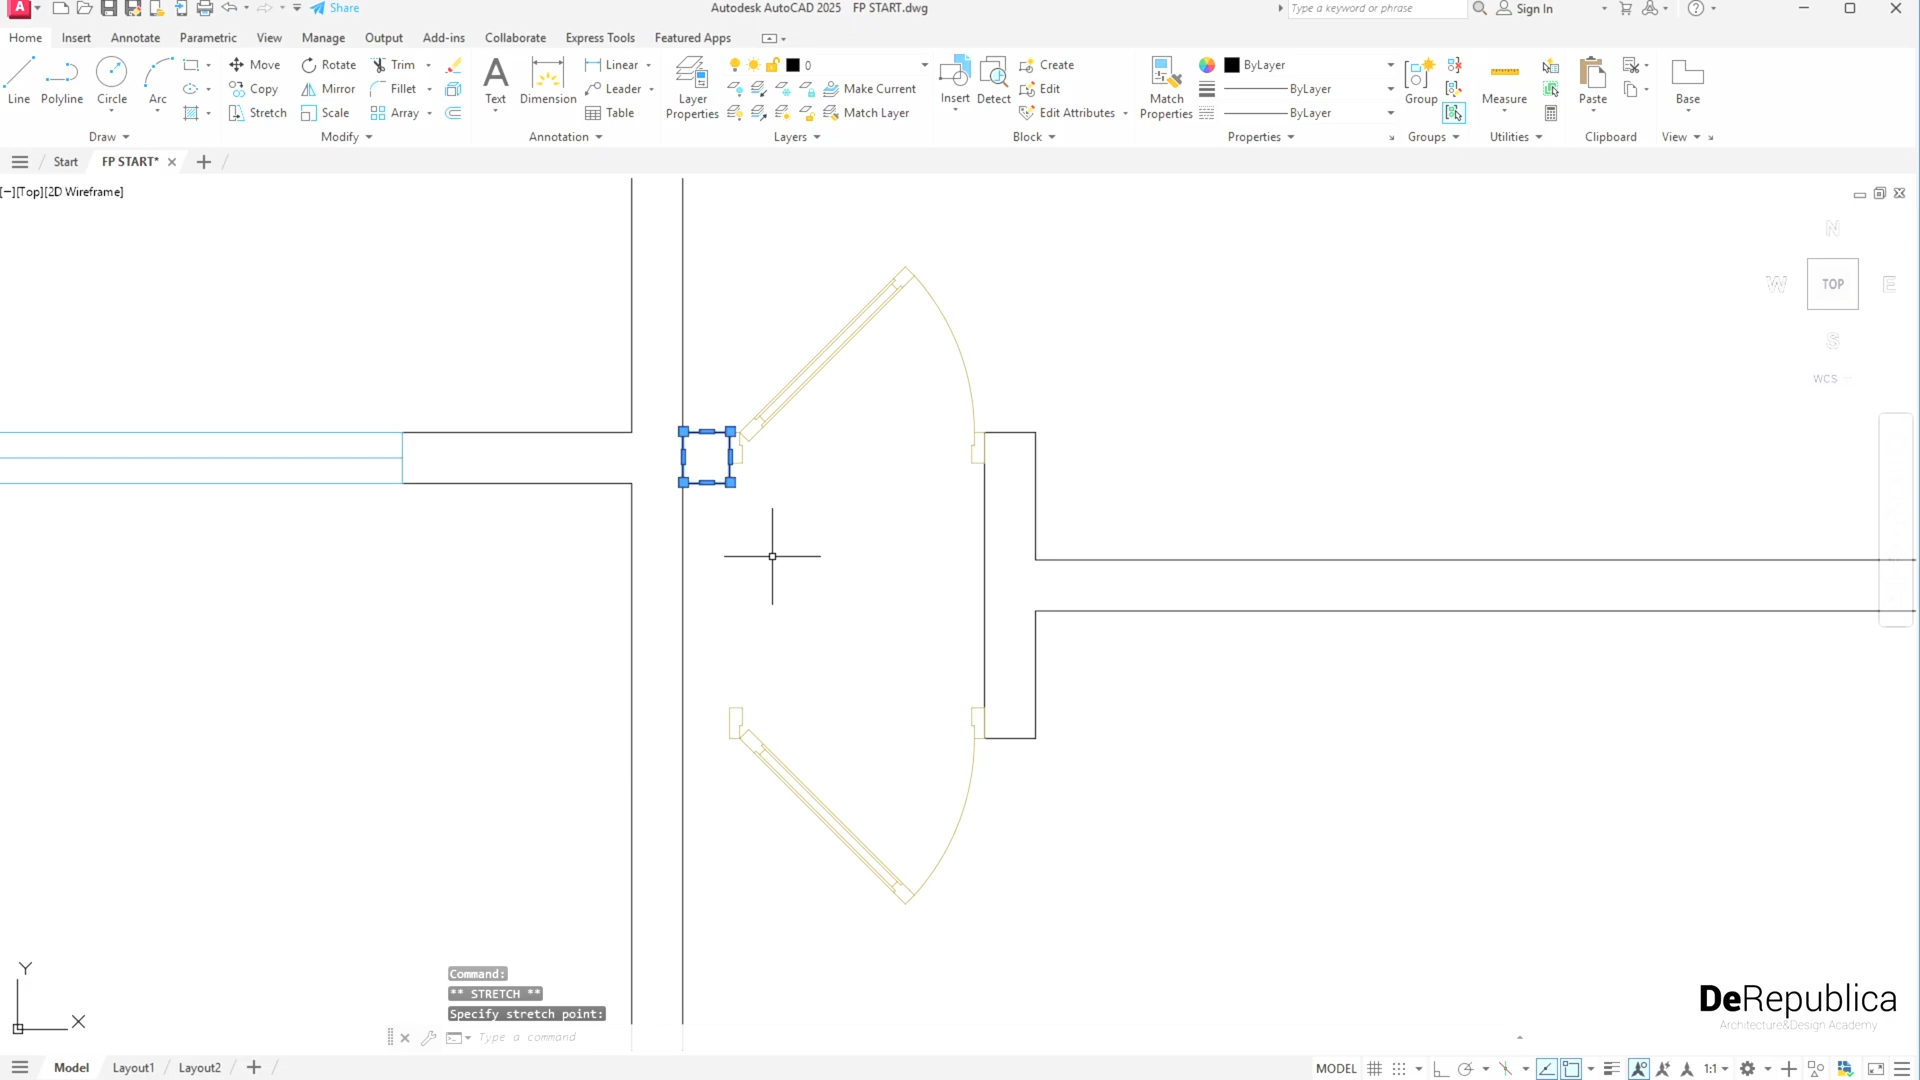 A Share Autodesk AutoCAD 2025 FP START.dwg Type a keyword or phrase Sign In
Home Insert Annotate Parametric View Manage Output Add-ins Collaborate Express Tools Featured Apps
Line Polyline Circle Arc
Move Rotate Trim
Copy Mirror Fillet
Stretch Scale Array
Text Dimension
Linear
Leader
Table
Layer Properties
0
Make Current
Match Layer
Insert Detect
Create
Edit
Edit Attributes
Match Properties
ByLayer
ByLayer
ByLayer
Group
Measure
Paste
Base
Draw Modify Annotation Layers Block Properties Groups Utilities Clipboard View
Start FP START*
[−][Top][2D Wireframe]
N
W TOP E
S
WCS
Y
X
Command:
** STRETCH **
Specify stretch point:
Type a command
DeRepublica
Architecture&Design Academy
Model Layout1 Layout2 MODEL 1:1